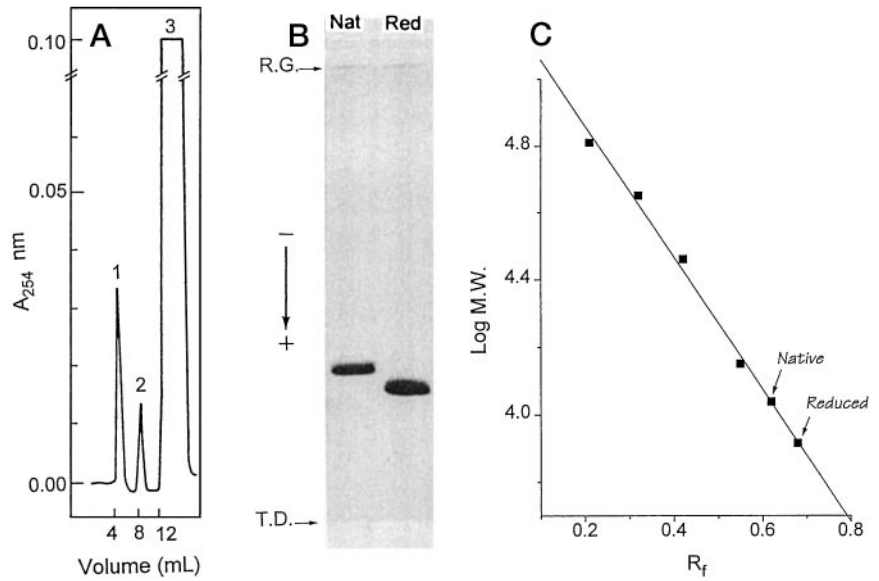 A
0.10
0.05
0.00
A254 nm
1
2
3
4 8 12
Volume (mL)
B
Nat Red
R.G.
−
+
T.D.
C
4.8
4.4
4.0
Log M.W.
Native
Reduced
0.2 0.4 0.6 0.8
Rf